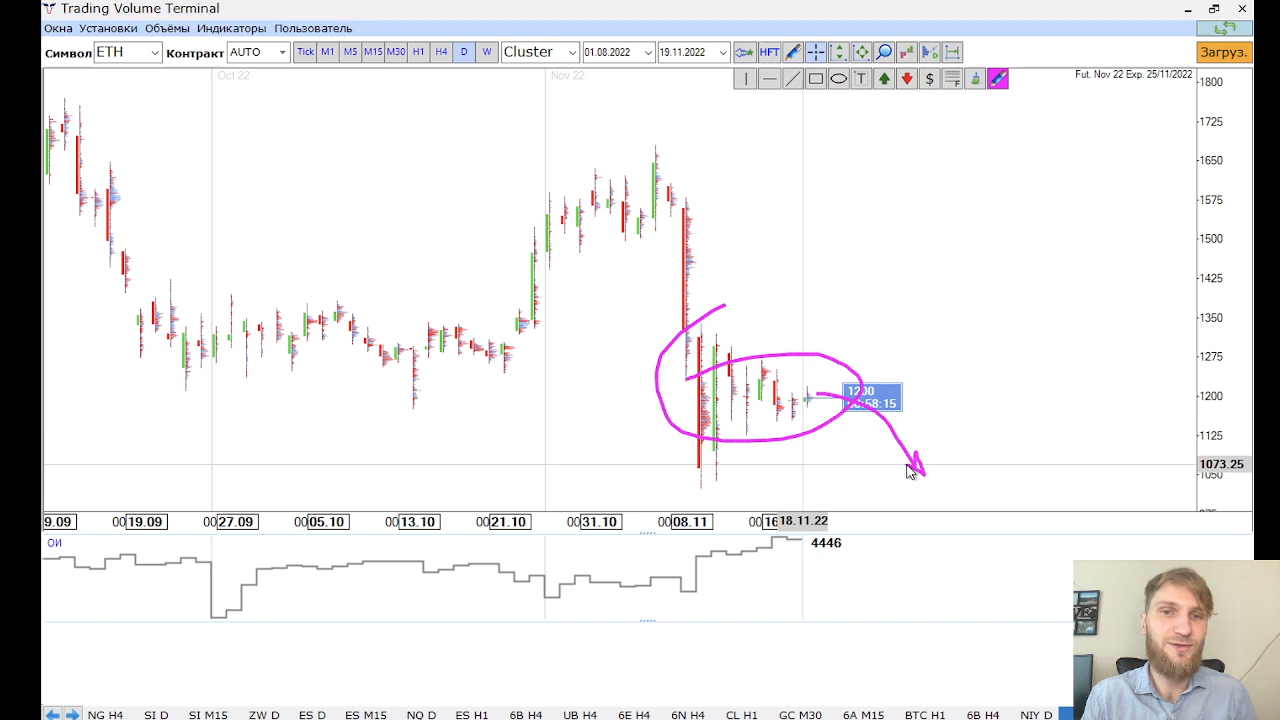 Trading Volume Terminal
Окна Установки Объёмы Индикаторы Пользователь
Символ ETH Контракт AUTO Tick M1 M5 M15 M30 H1 H4 D W Cluster 01.08.2022 19.11.2022 HFT Загруз.
T $ F
Oct 22 Nov 22 Fut. Nov 22 Exp. 25/11/2022
1800
1725
1650
1575
1500
1425
1350
1275
1200
1125
1073.25
1050
58:15
9.09 00 19.09 00 27.09 00 05.10 00 13.10 00 21.10 00 31.10 00 08.11 00 18.11.22
ОИ 4446
NG H4 SI D SI M15 ZW D ES D ES M15 NQ D ES H1 6B H4 UB H4 6E H4 6N H4 CL H1 GC M30 6A M15 BTC H1 6B H4 NIY D